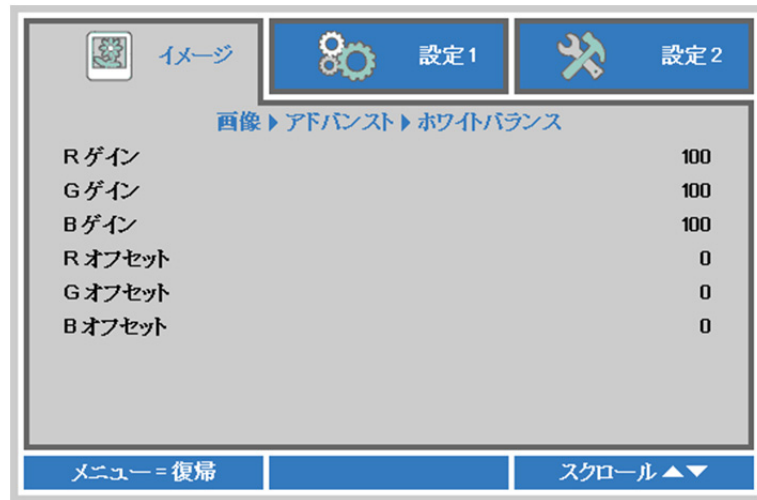 イメージ 設定1 設定2
画像▶アドバンスト▶ホワイトバランス
Rゲイン 100
Gゲイン 100
Bゲイン 100
Rオフセット 0
Gオフセット 0
Bオフセット 0
メニュー=復帰 スクロール▲▼